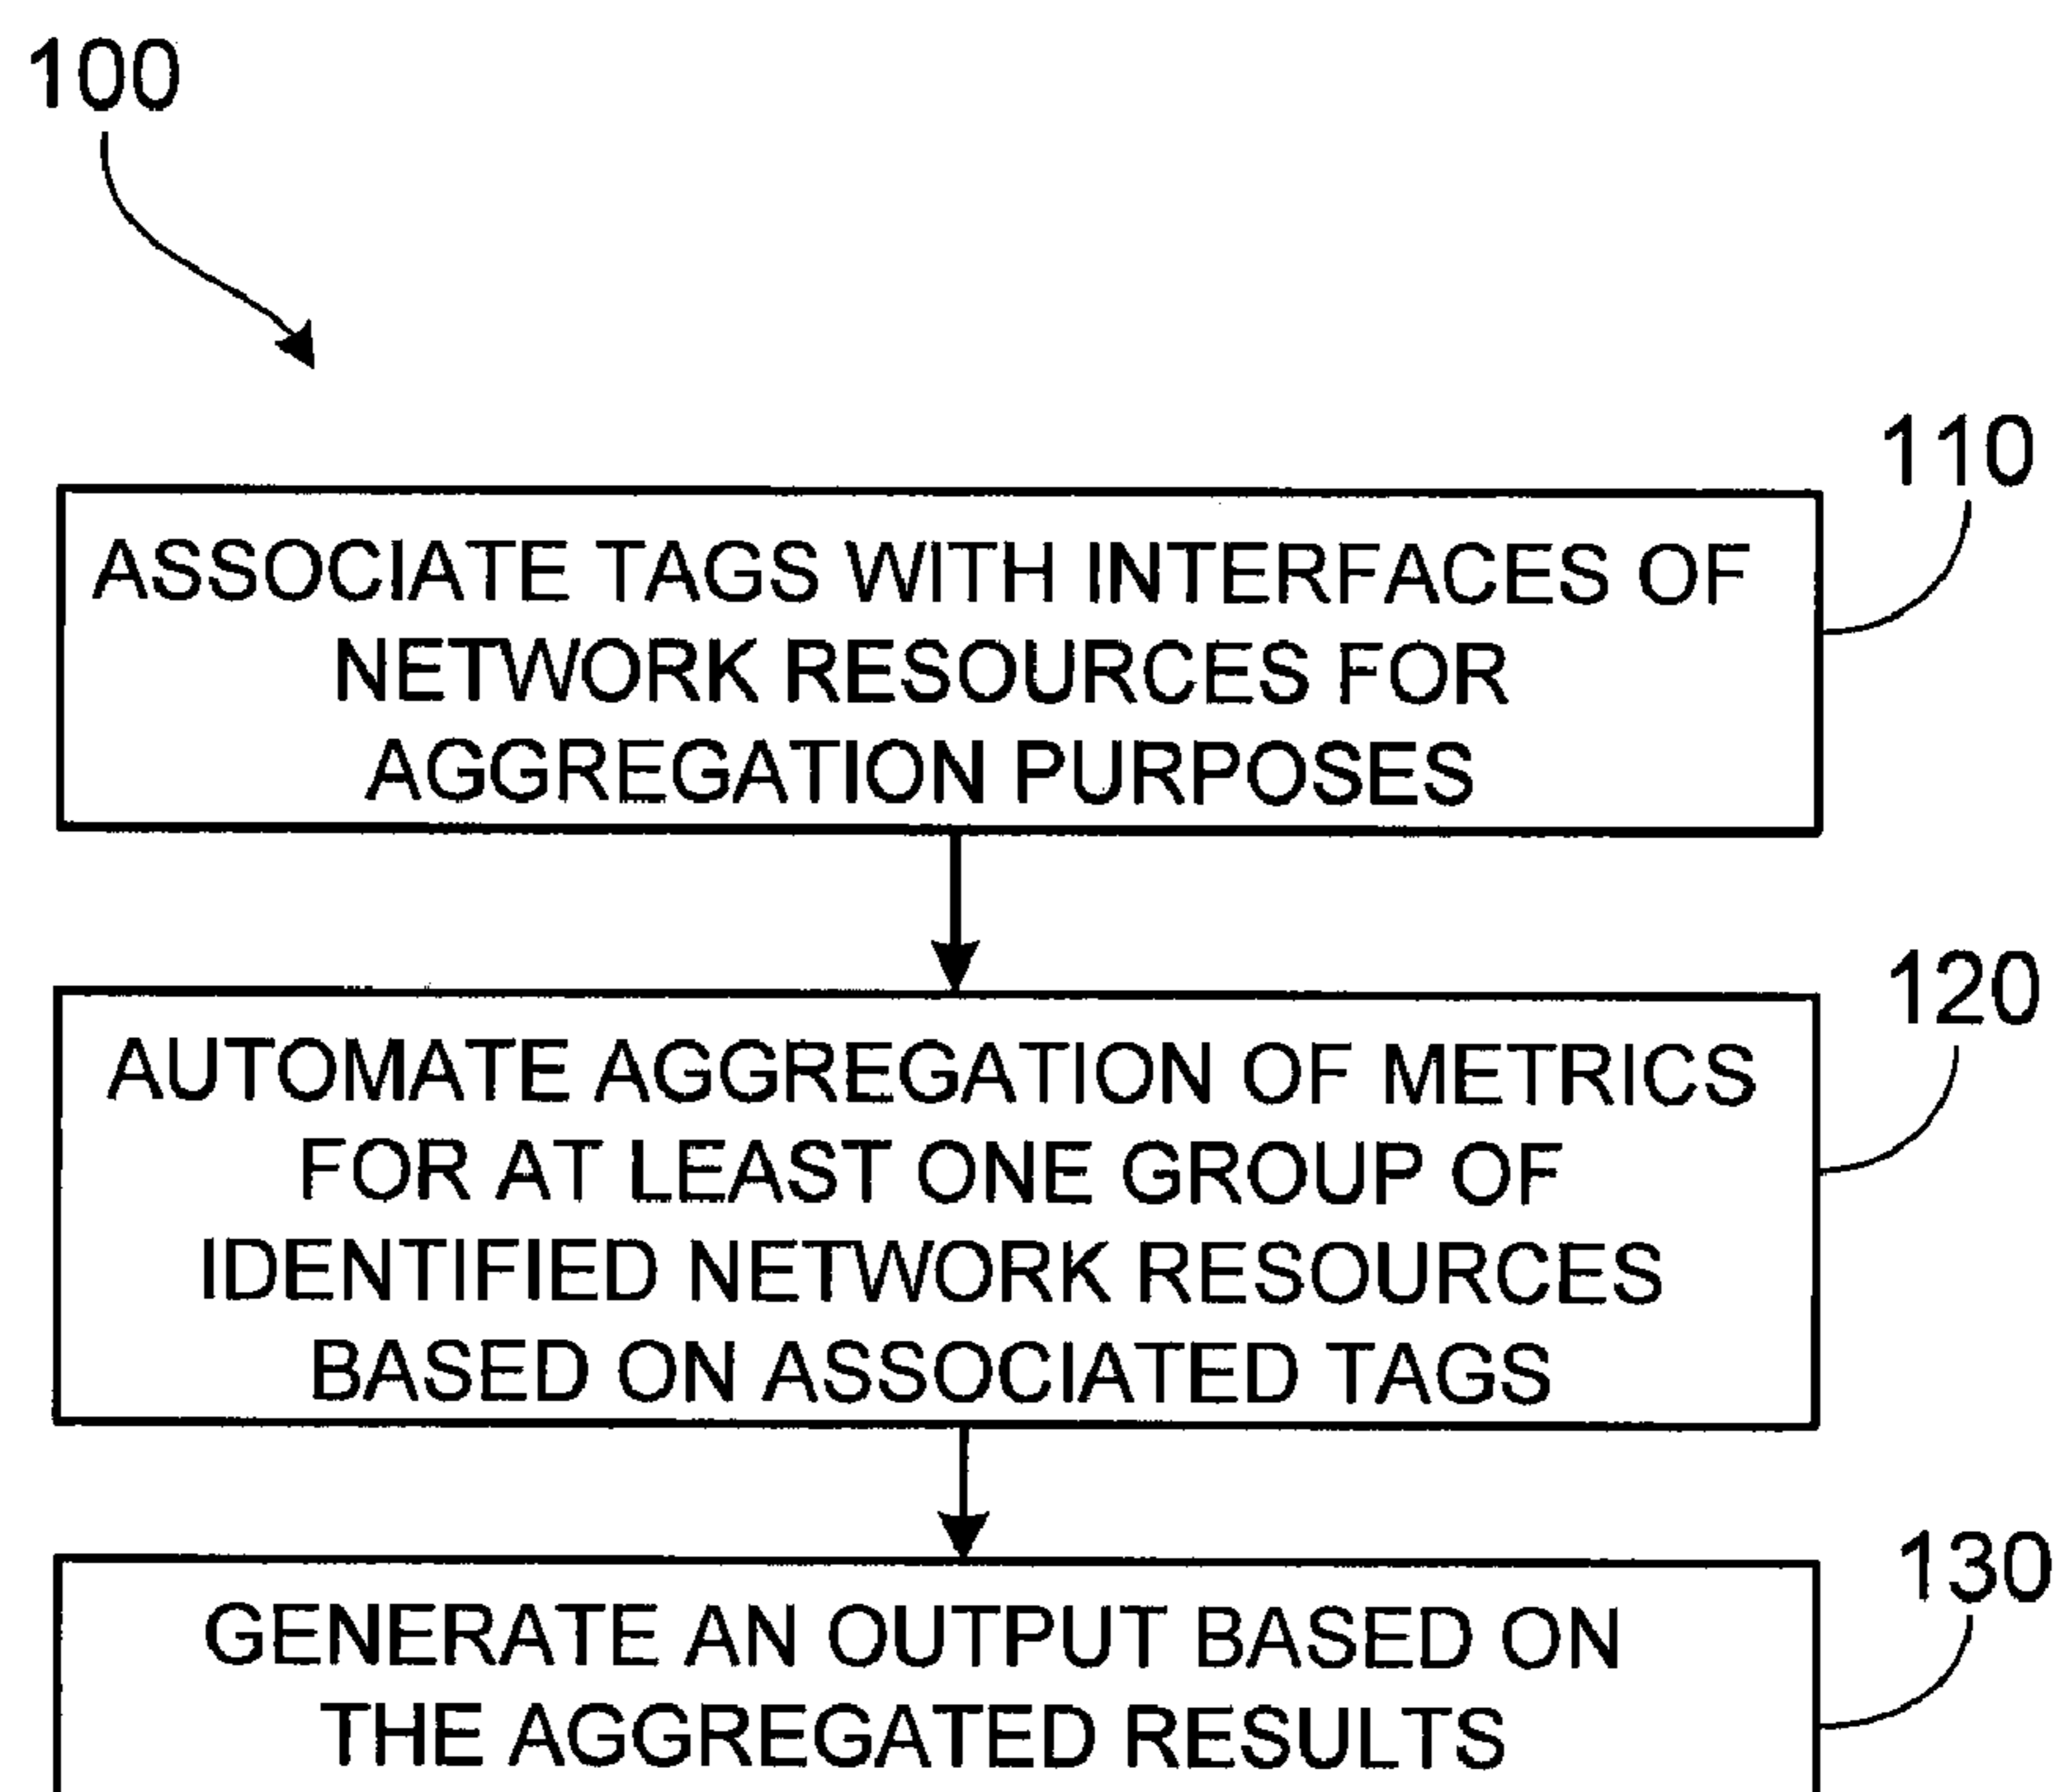 100
110
ASSOCIATE TAGS WITH INTERFACES OF
NETWORK RESOURCES FOR
AGGREGATION PURPOSES
120
AUTOMATE AGGREGATION OF METRICS
FOR AT LEAST ONE GROUP OF
IDENTIFIED NETWORK RESOURCES
BASED ON ASSOCIATED TAGS
130
GENERATE AN OUTPUT BASED ON
THE AGGREGATED RESULTS